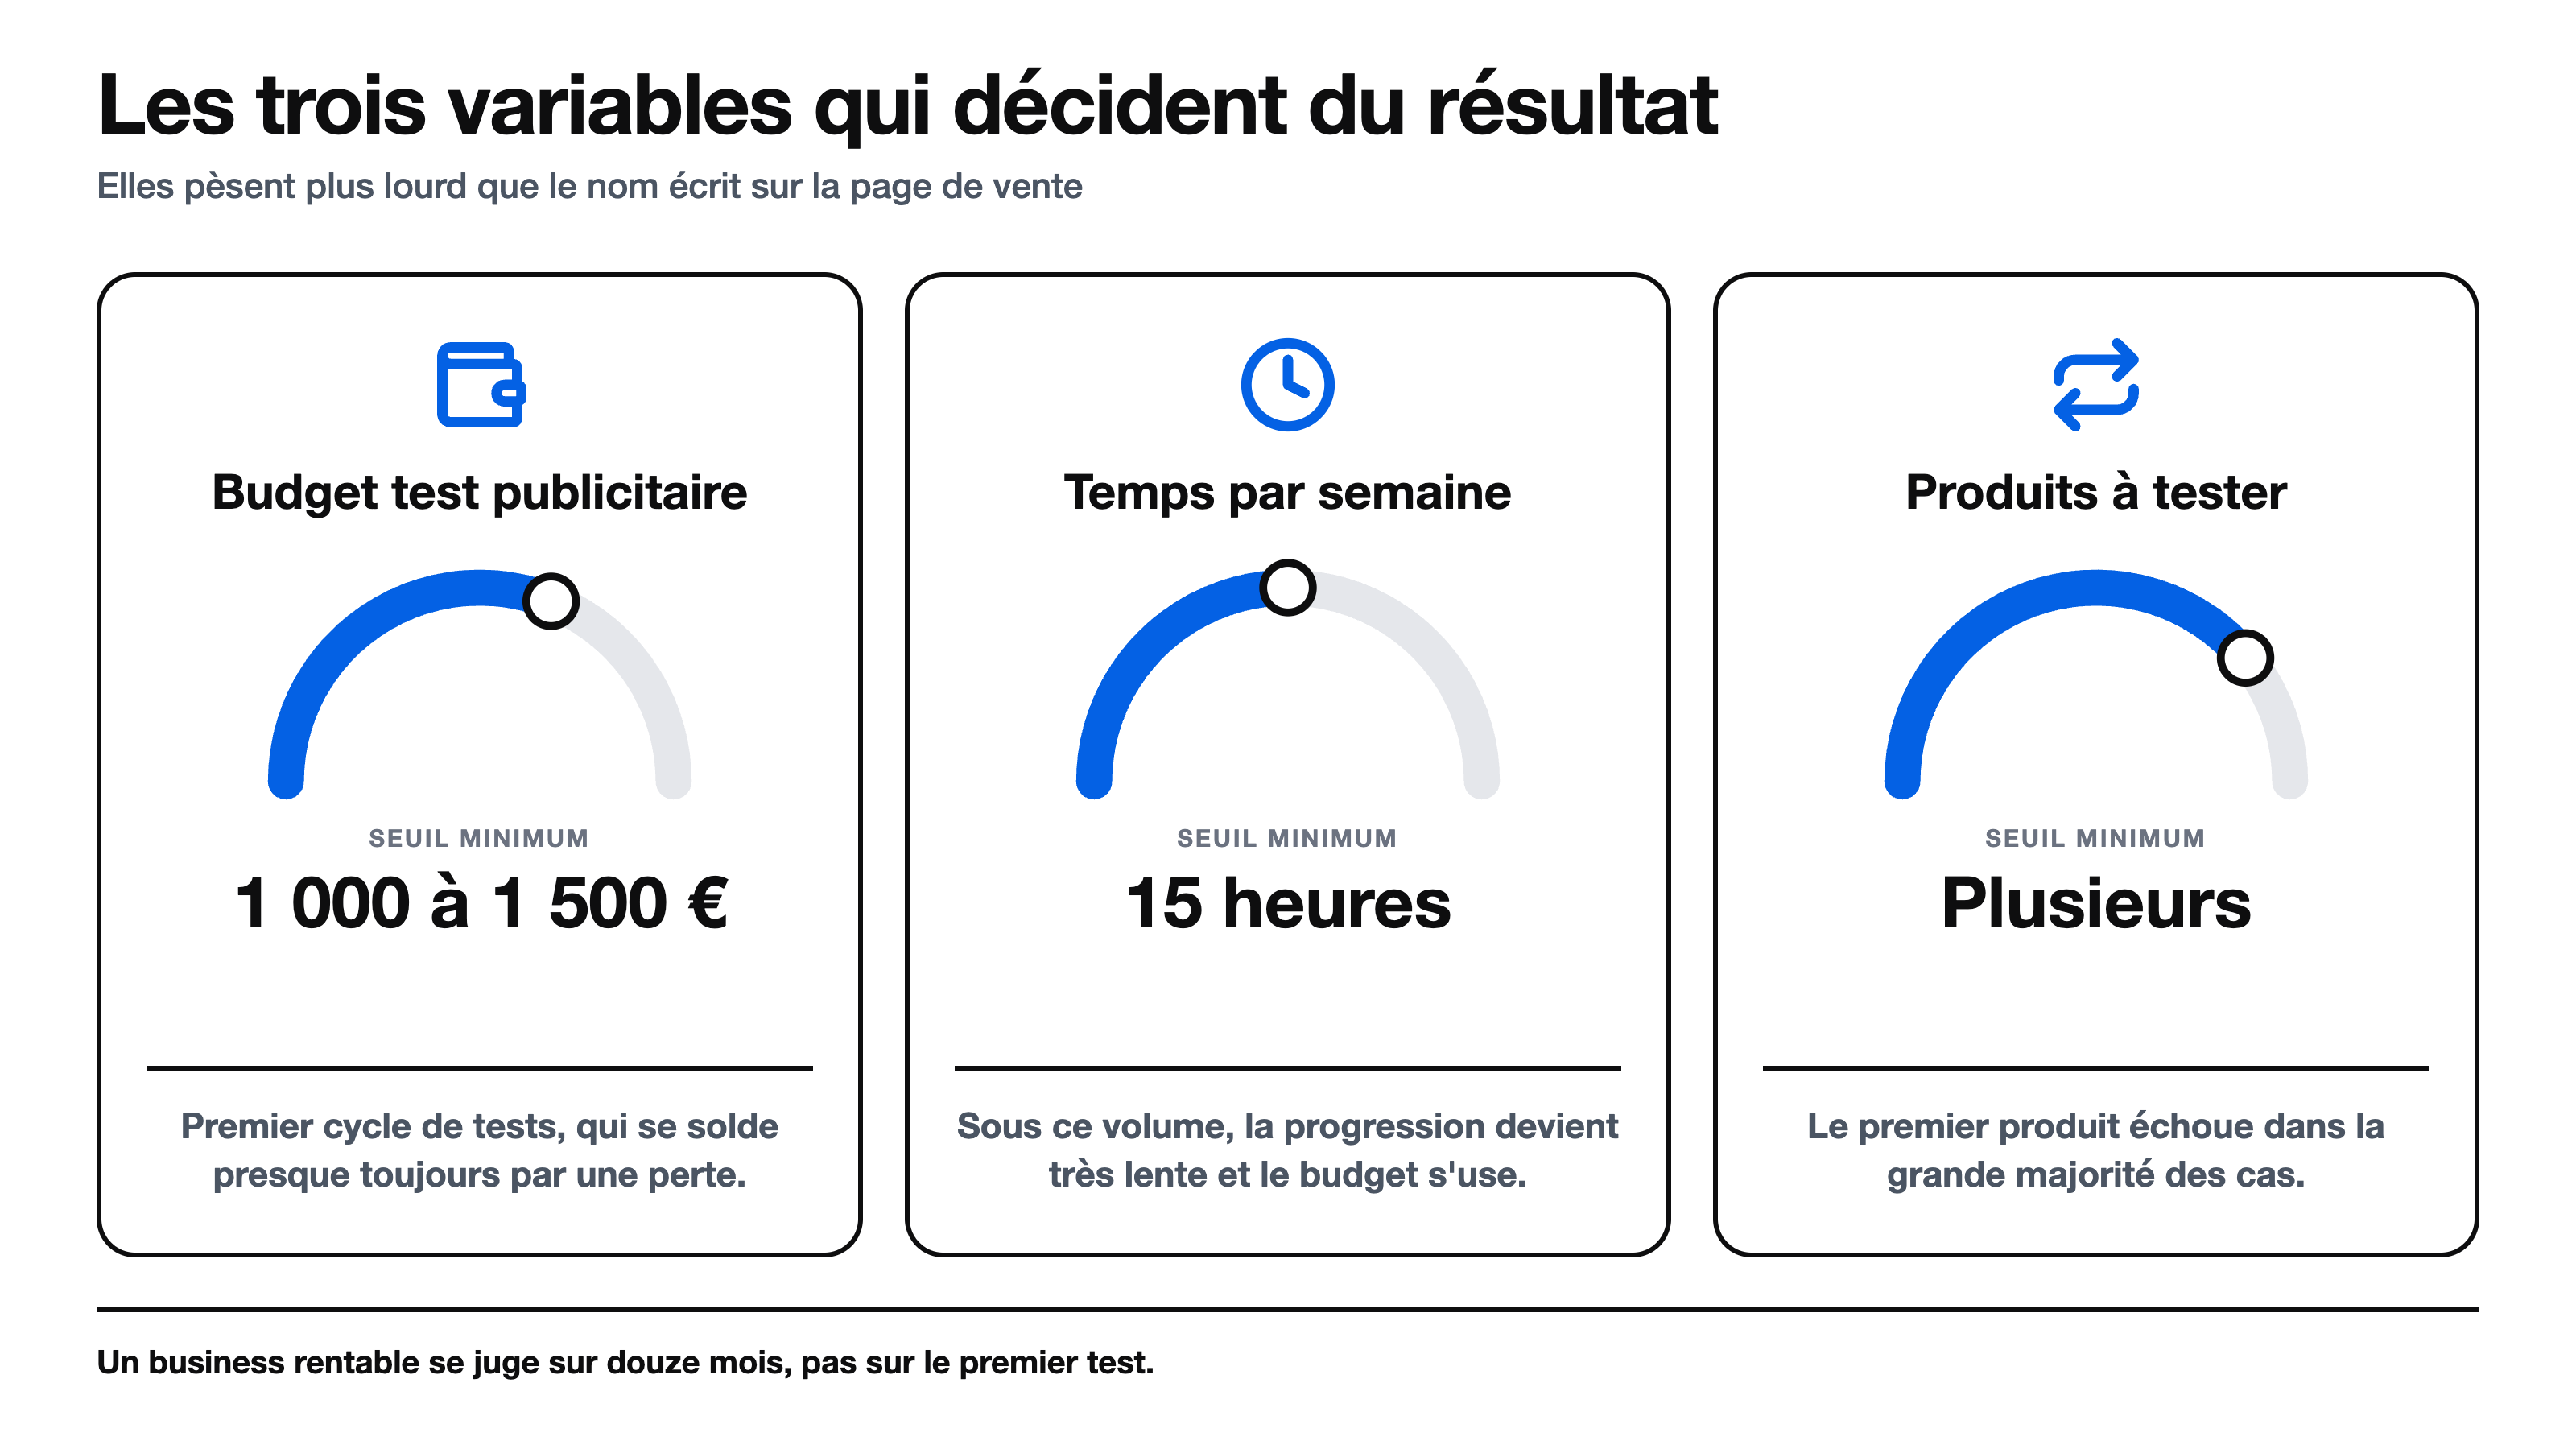 Les trois variables qui décident du résultat
Elles pèsent plus lourd que le nom écrit sur la page de vente
Budget test publicitaire
SEUIL MINIMUM
1 000 à 1 500 €
Premier cycle de tests, qui se solde
presque toujours par une perte.
Temps par semaine
SEUIL MINIMUM
15 heures
Sous ce volume, la progression devient
très lente et le budget s'use.
Produits à tester
SEUIL MINIMUM
Plusieurs
Le premier produit échoue dans la
grande majorité des cas.
Un business rentable se juge sur douze mois, pas sur le premier test.